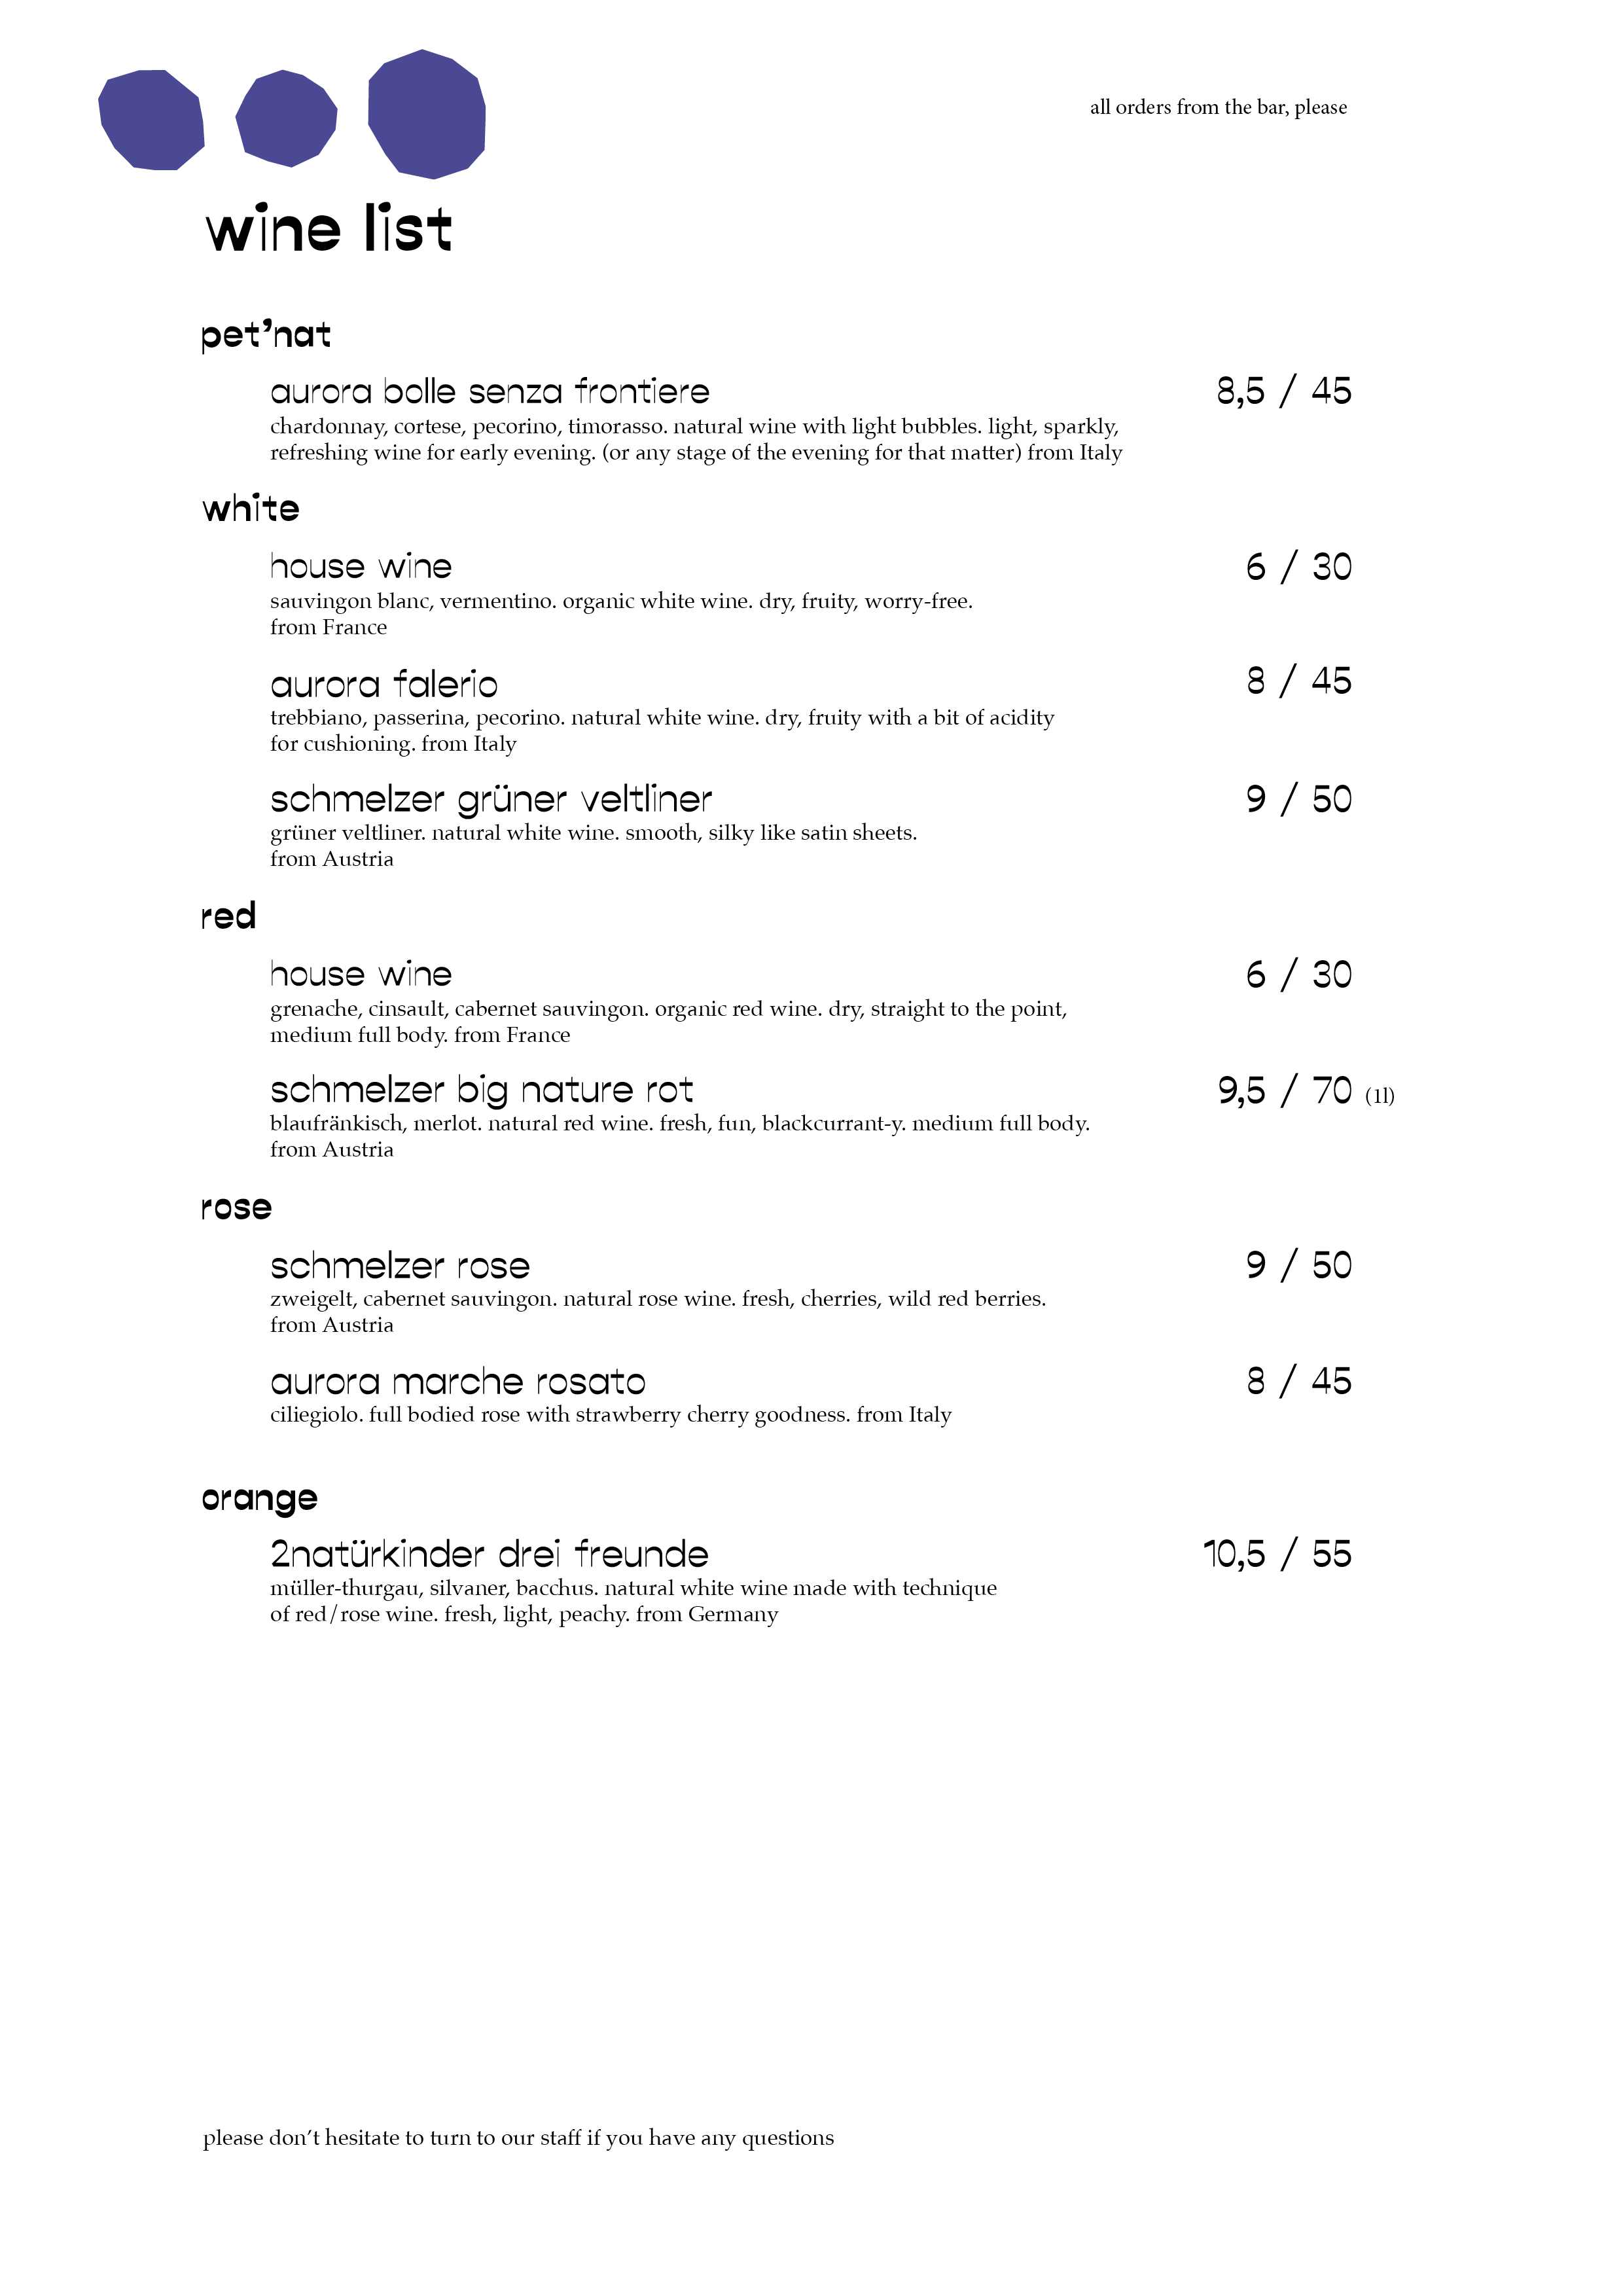 all orders from the bar, please
wine list
pet’nat
aurora bolle senza frontiere 8,5 / 45
chardonnay, cortese, pecorino, timorasso. natural wine with light bubbles. light, sparkly,
refreshing wine for early evening. (or any stage of the evening for that matter) from Italy
white
house wine 6 / 30
sauvingon blanc, vermentino. organic white wine. dry, fruity, worry-free.
from France
aurora falerio 8 / 45
trebbiano, passerina, pecorino. natural white wine. dry, fruity with a bit of acidity
for cushioning. from Italy
schmelzer grüner veltliner 9 / 50
grüner veltliner. natural white wine. smooth, silky like satin sheets.
from Austria
red
house wine 6 / 30
grenache, cinsault, cabernet sauvingon. organic red wine. dry, straight to the point,
medium full body. from France
schmelzer big nature rot 9,5 / 70 (1l)
blaufränkisch, merlot. natural red wine. fresh, fun, blackcurrant-y. medium full body.
from Austria
rose
schmelzer rose 9 / 50
zweigelt, cabernet sauvingon. natural rose wine. fresh, cherries, wild red berries.
from Austria
aurora marche rosato 8 / 45
ciliegiolo. full bodied rose with strawberry cherry goodness. from Italy
orange
2natürkinder drei freunde 10,5 / 55
müller-thurgau, silvaner, bacchus. natural white wine made with technique
of red/rose wine. fresh, light, peachy. from Germany
please don’t hesitate to turn to our staff if you have any questions